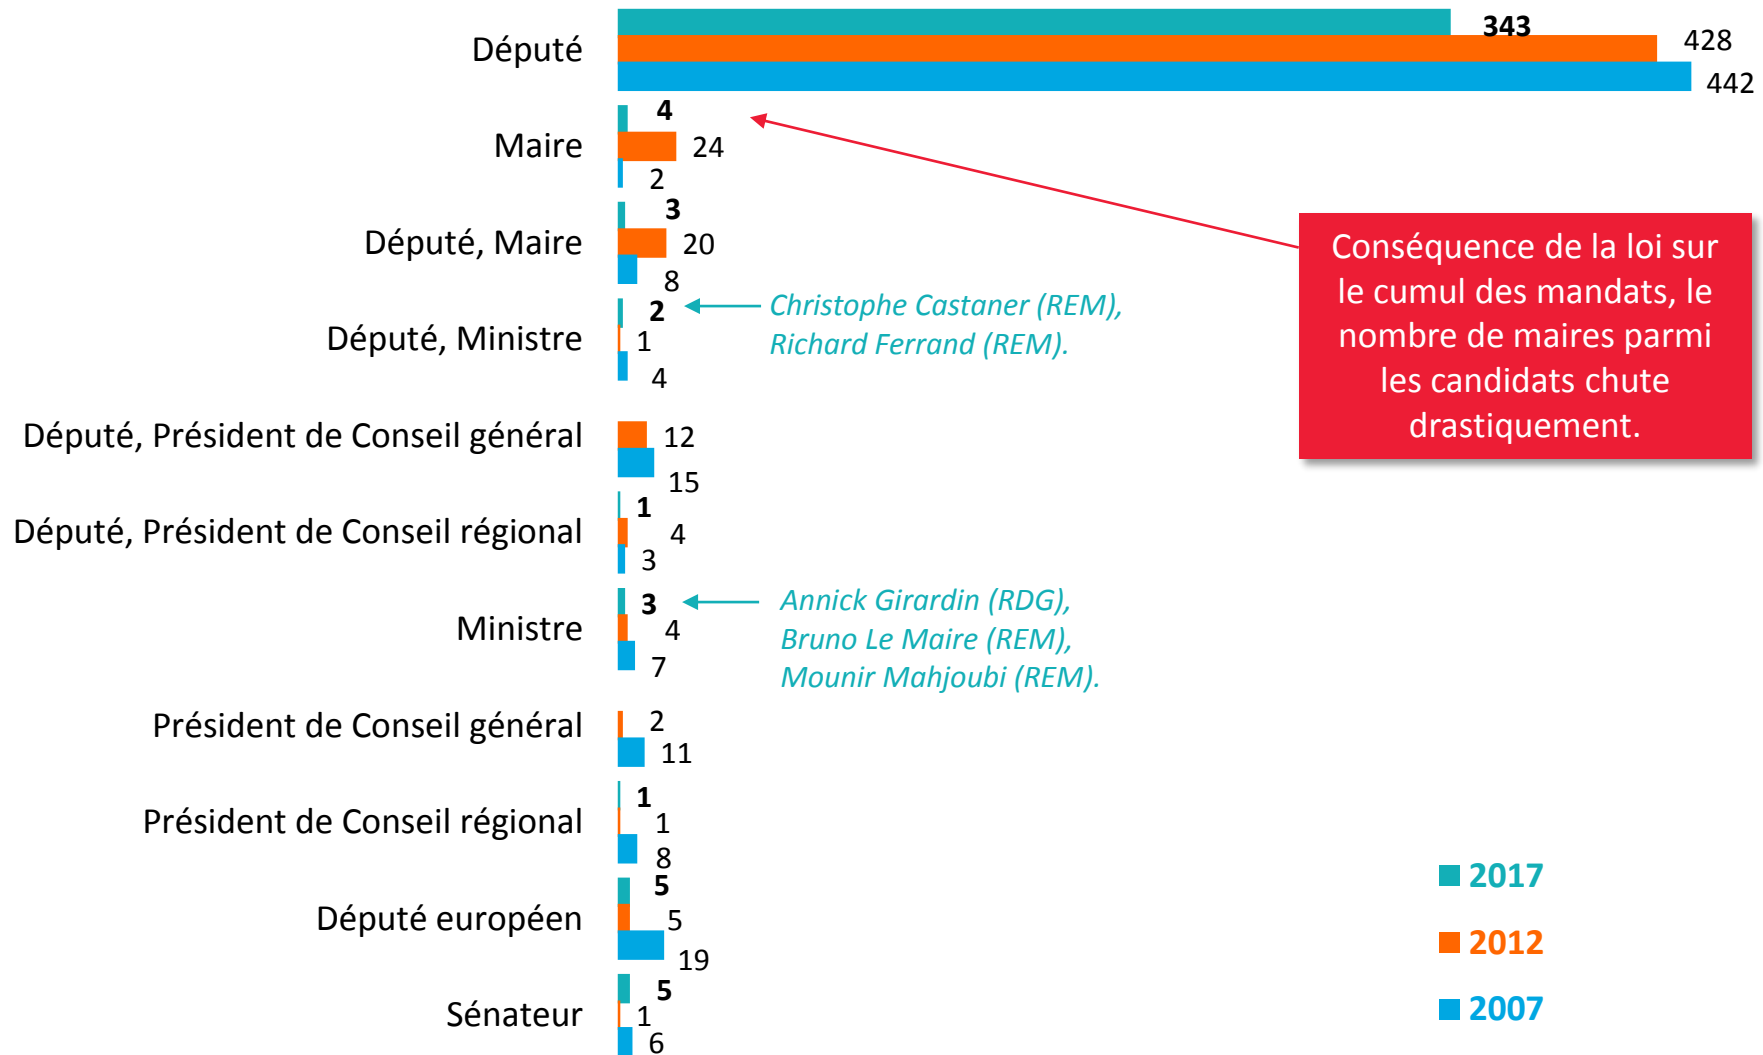 Député
343
428
442
Maire
4
24
2
Député, Maire
3
20
8
Député, Ministre
2
1
4
Christophe Castaner (REM),
Richard Ferrand (REM).
Conséquence de la loi sur
le cumul des mandats, le
nombre de maires parmi
les candidats chute
drastiquement.
Député, Président de Conseil général
12
15
Député, Président de Conseil régional
1
4
3
Ministre
3
4
7
Annick Girardin (RDG),
Bruno Le Maire (REM),
Mounir Mahjoubi (REM).
Président de Conseil général
2
11
Président de Conseil régional
1
1
8
Député européen
5
5
19
Sénateur
5
1
6
2017
2012
2007